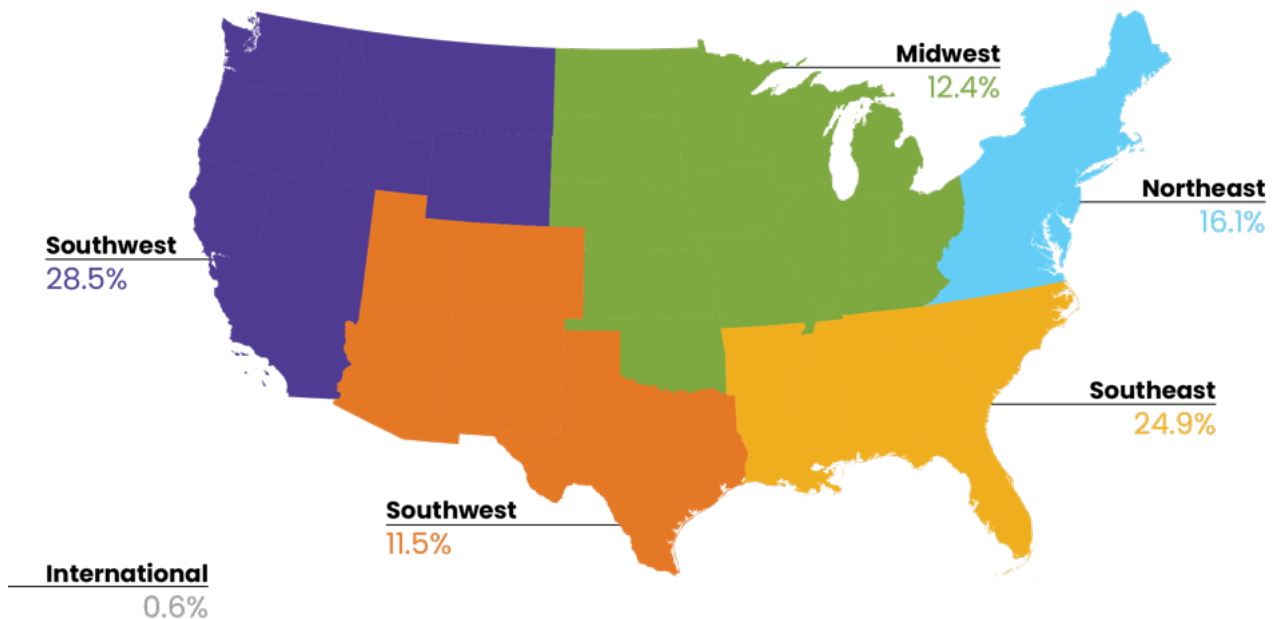 Midwest
12.4%
Northeast
16.1%
Southwest
28.5%
Southeast
24.9%
Southwest
11.5%
International
0.6%